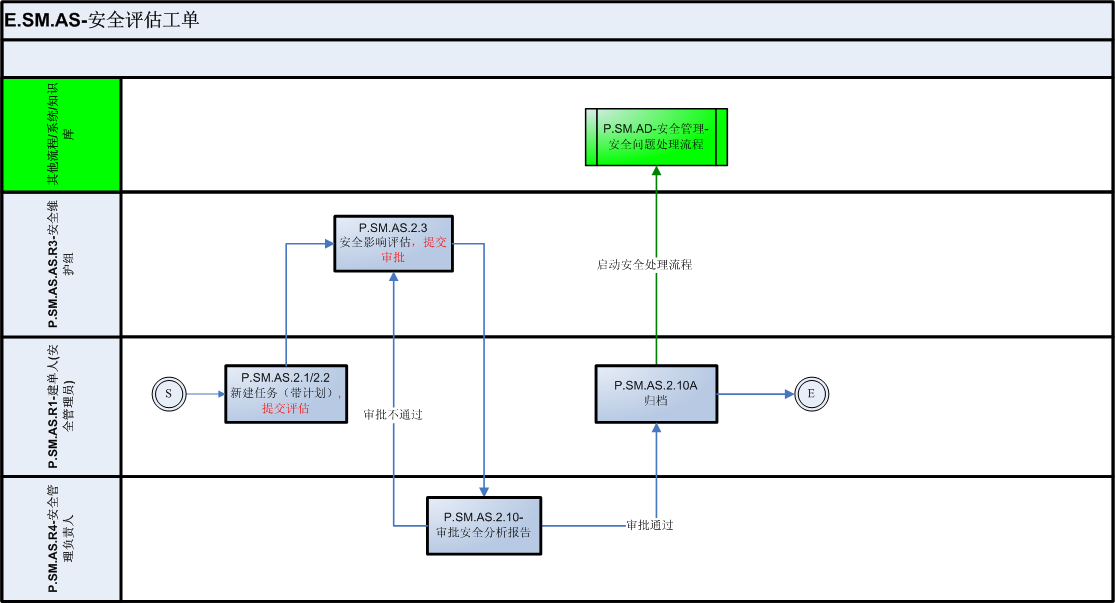 E.SM.AS-安全评估工单
其他流程/系统/知识
库
P.SM.AD-安全管理-
安全问题处理流程
P.SM.AS.AS.R3-安全维
护组
P.SM.AS.2.3
安全影响评估，提交
审批
启动安全处理流程
P.SM.AS.R1-建单人(安
全管理员)
S
P.SM.AS.2.1/2.2
新建任务（带计划）,
提交评估
审批不通过
P.SM.AS.2.10A
归档
E
P.SM.AS.R4-安全管
理负责人
P.SM.AS.2.10-
审批安全分析报告
审批通过